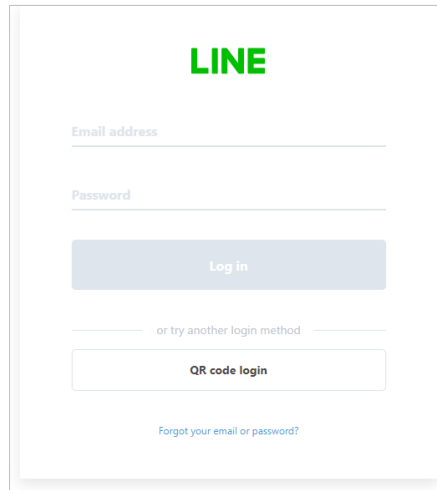 LINE
Email address
Password
Log in
or try another login method
QR code login
Forgot your email or password?